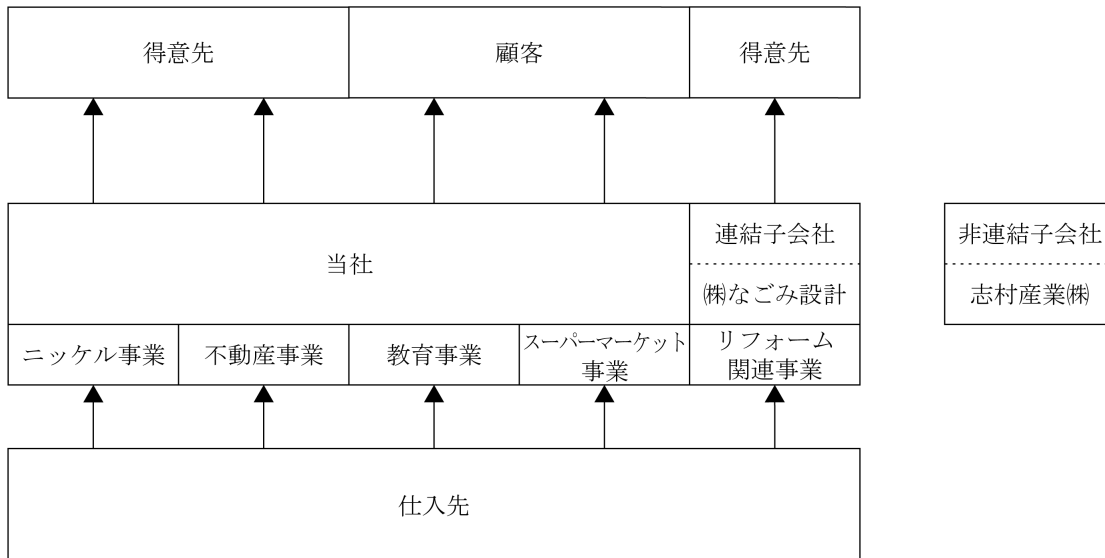 得意先
顧客
得意先
当社
連結子会社
㈱なごみ設計
非連結子会社
志村産業㈱
ニッケル事業
不動産事業
教育事業
スーパーマーケット
事業
リフォーム
関連事業
仕入先